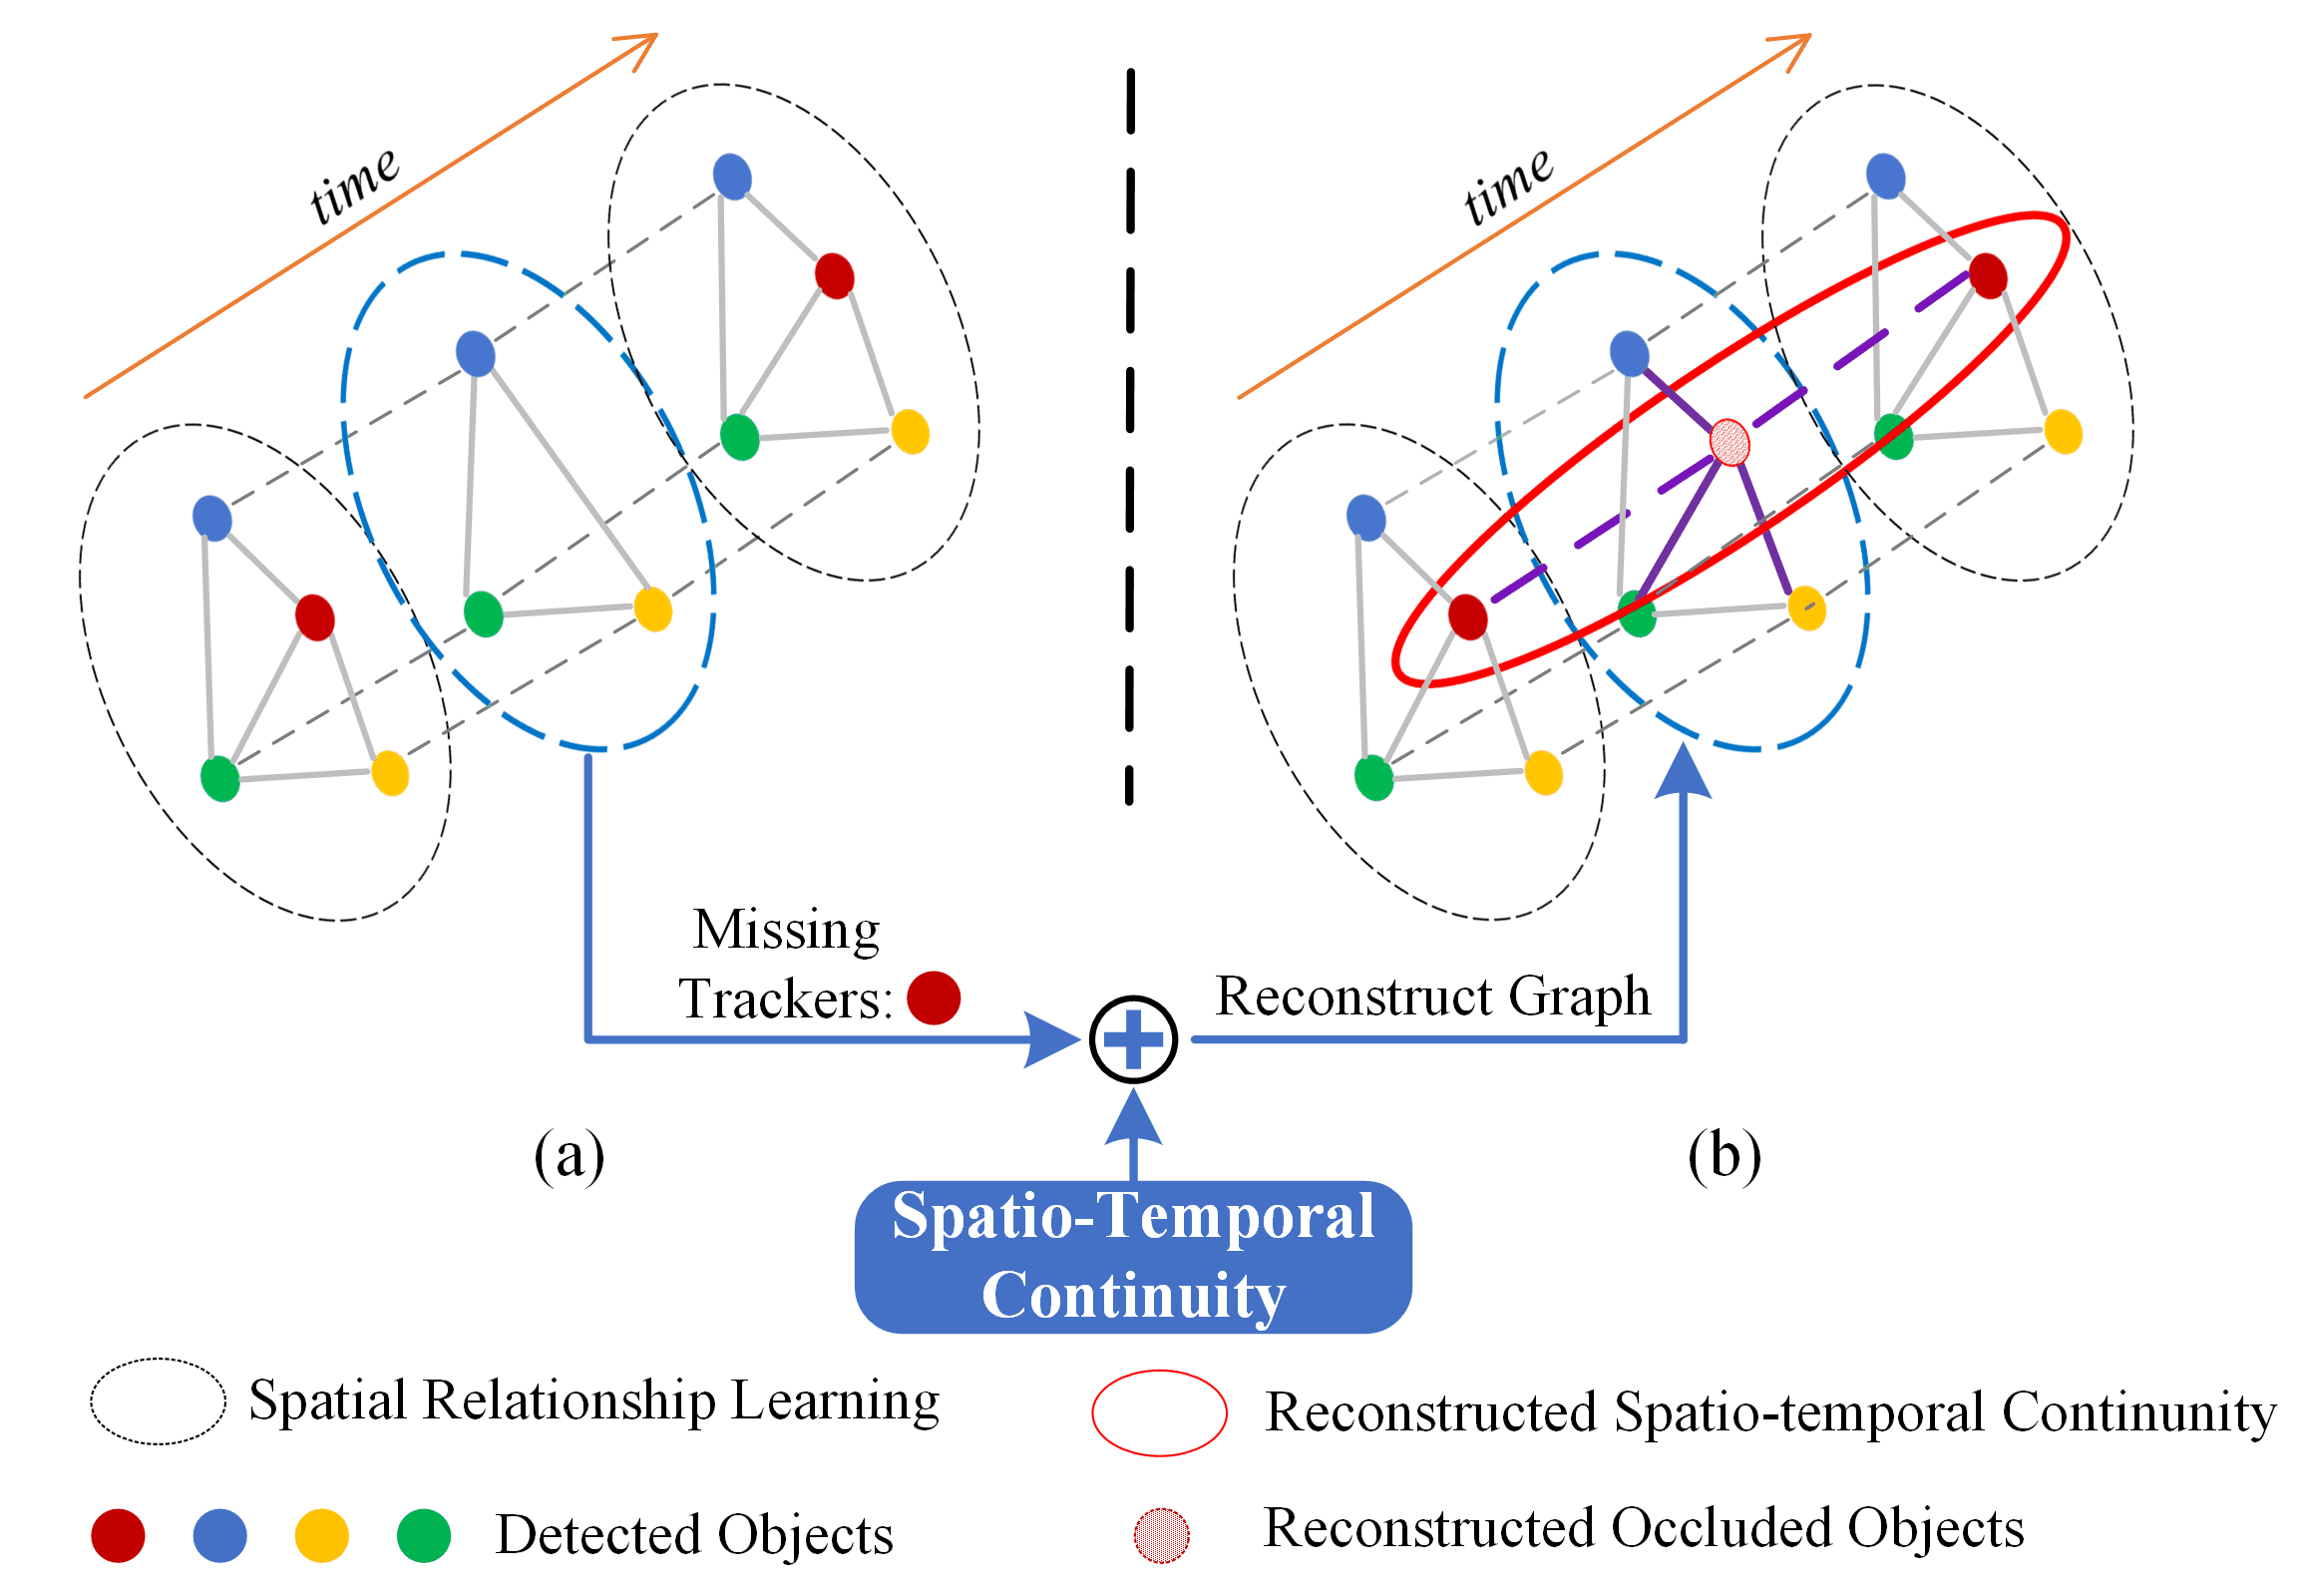 time
time
Missing
Trackers:
Reconstruct Graph
(a)
(b)
Spatio-Temporal
Continuity
Spatial Relationship Learning
Reconstructed Spatio-temporal Continunity
Detected Objects
Reconstructed Occluded Objects